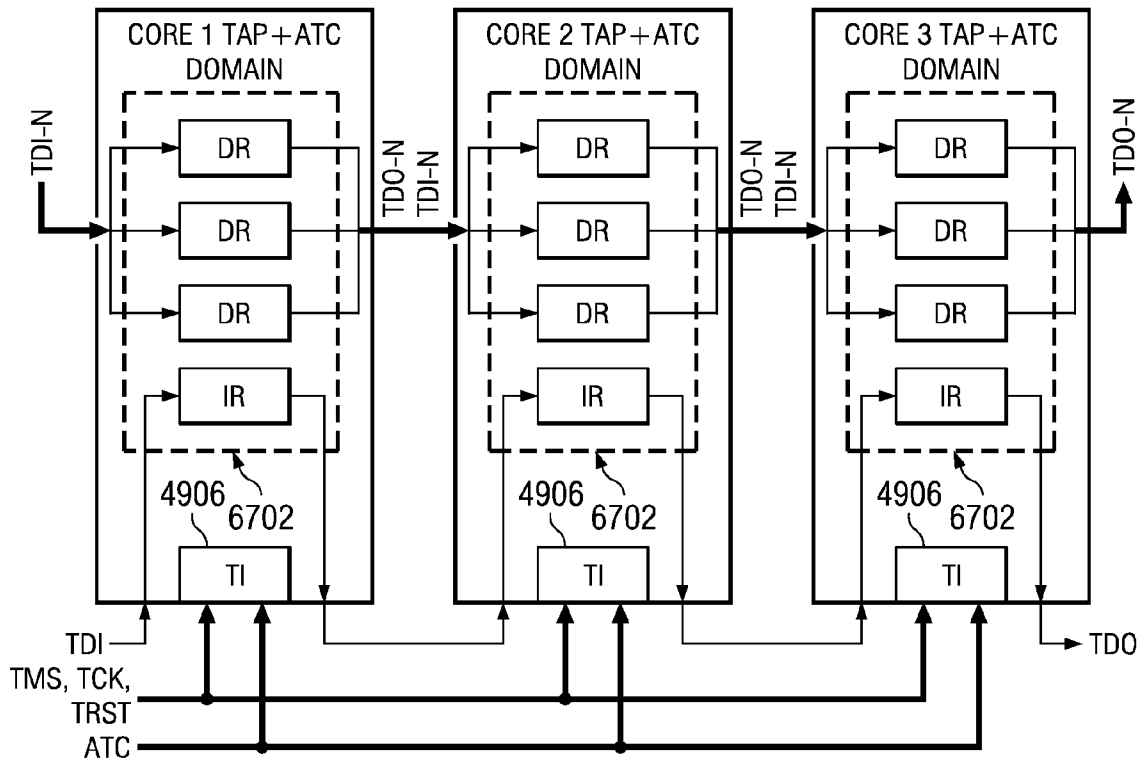 CORE 1 TAP+ATC
DOMAIN
CORE 2 TAP+ATC
DOMAIN
CORE 3 TAP+ATC
DOMAIN
TDI-N
DR
DR
DR
IR
TDO-N
TDI-N
DR
DR
DR
IR
TDO-N
TDI-N
DR
DR
DR
IR
TDO-N
4906
6702
TI
4906
6702
TI
4906
6702
TI
TDI
TMS, TCK,
TRST
ATC
TDO